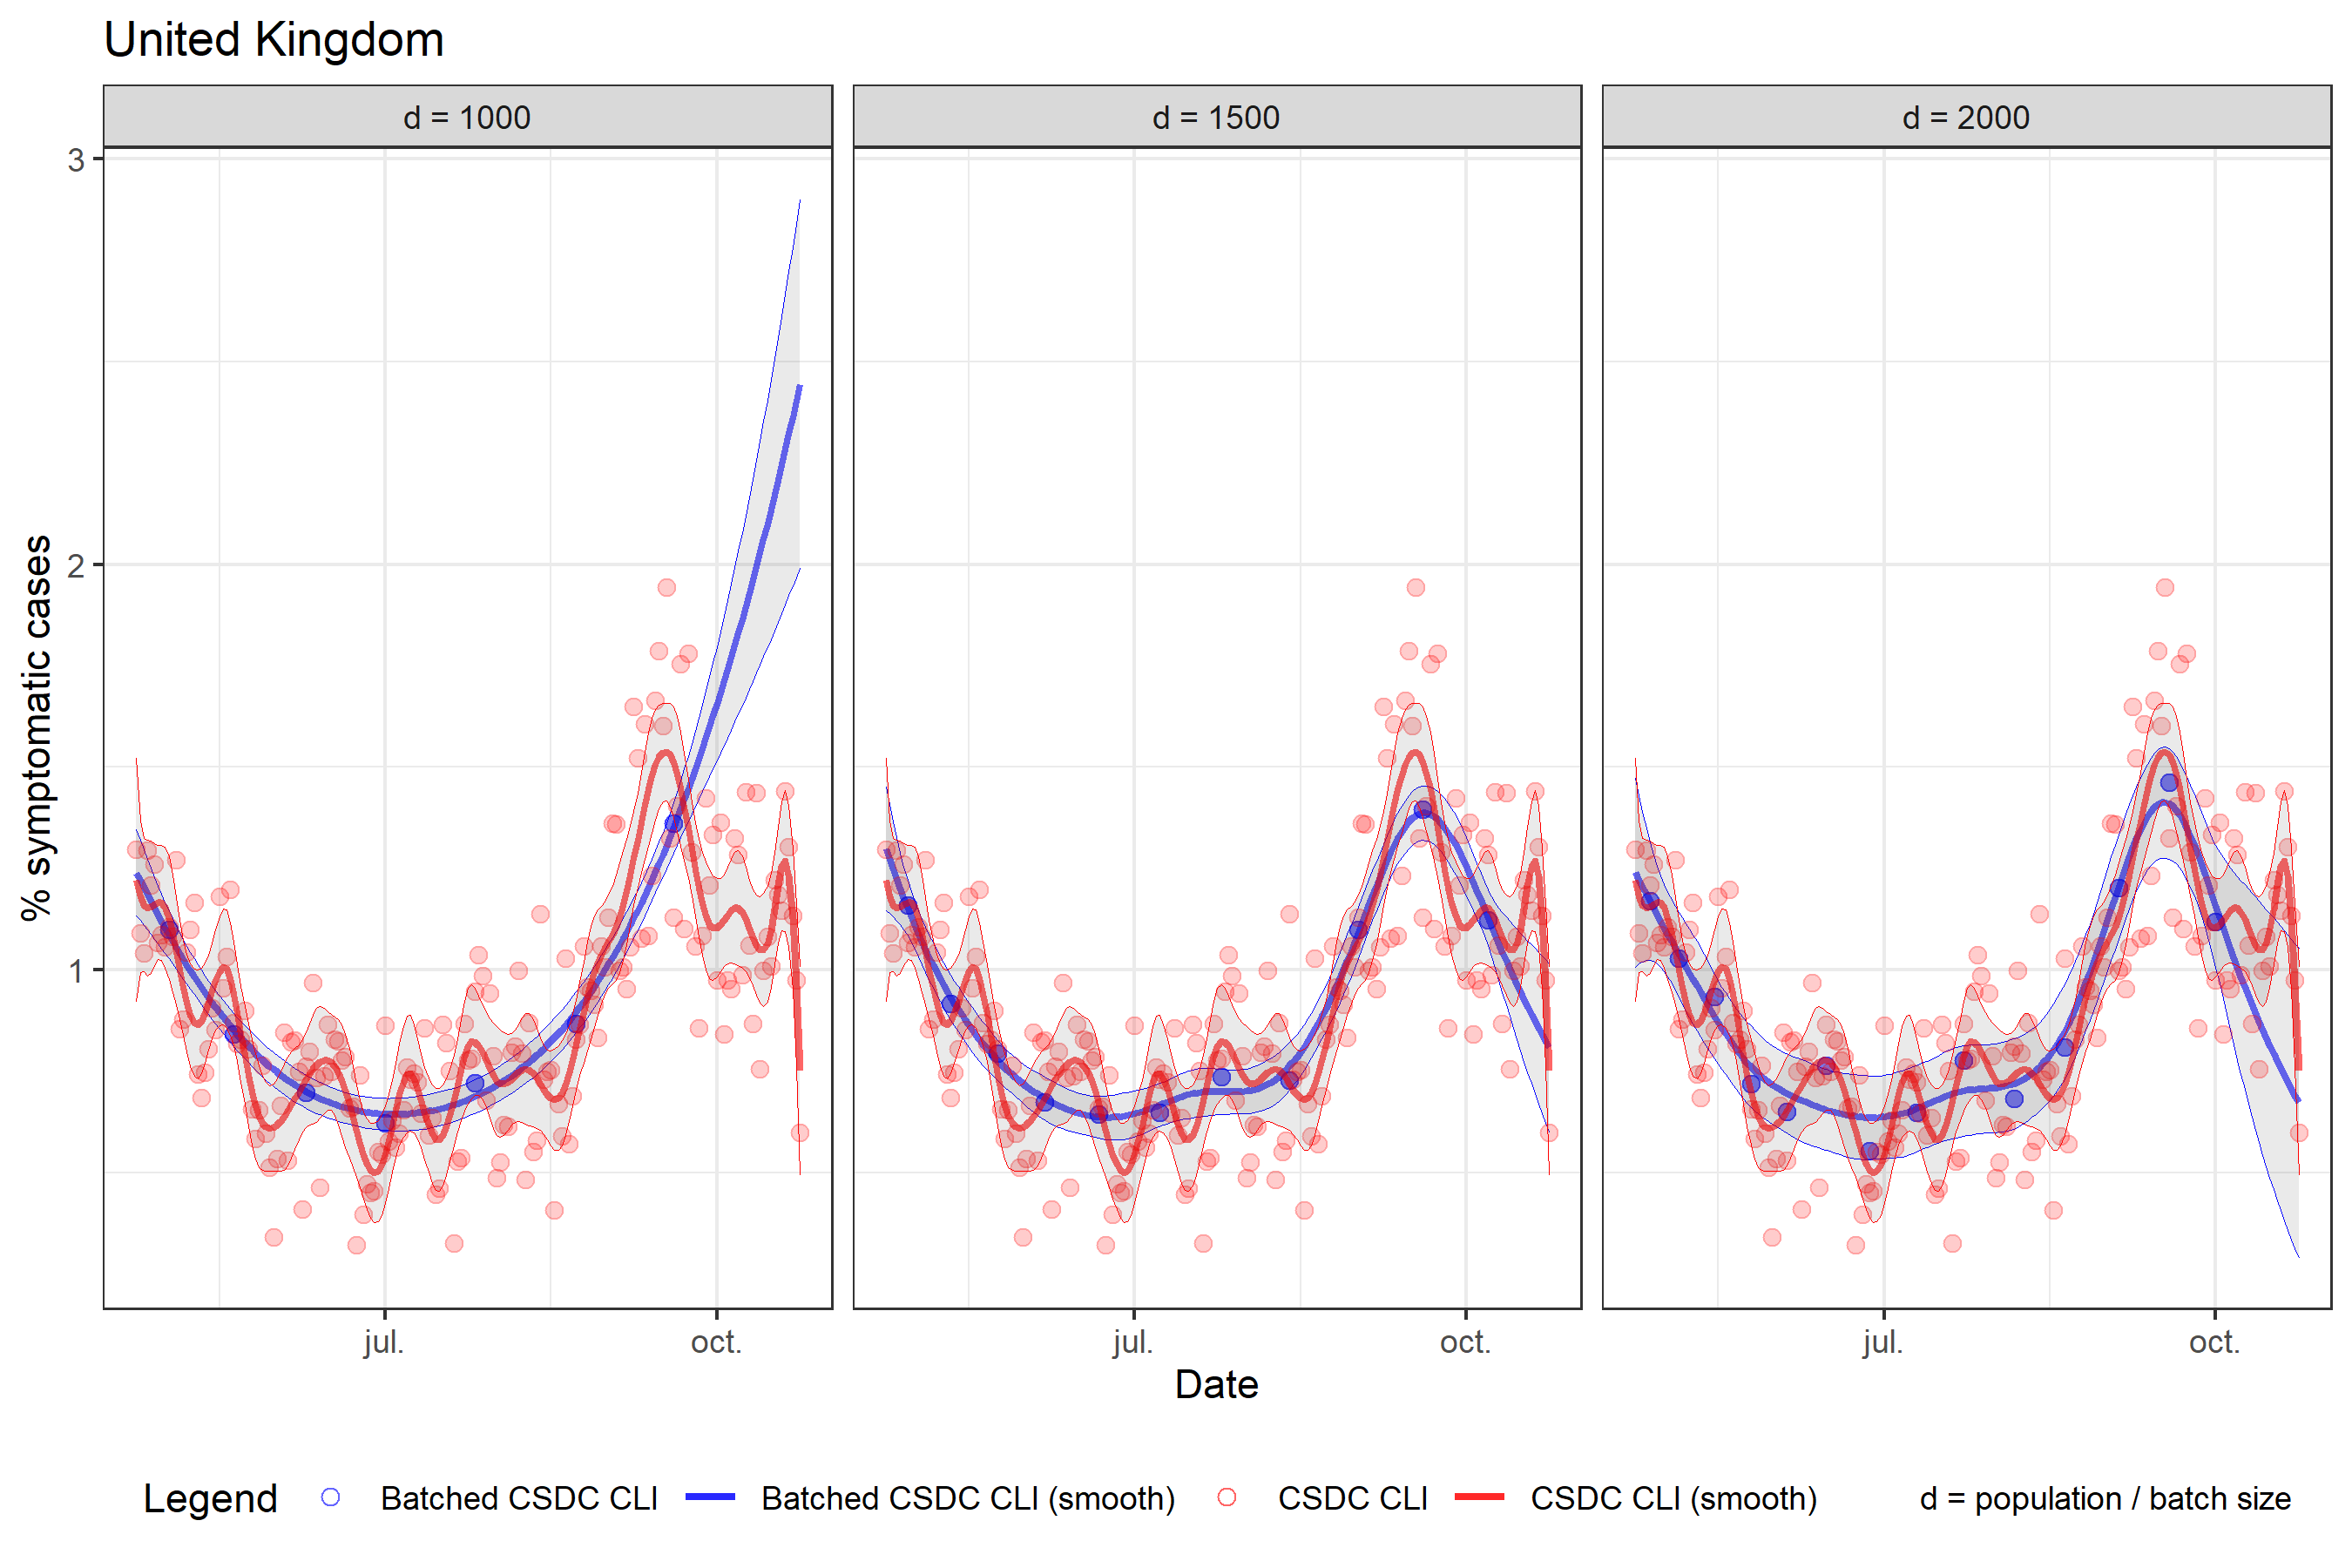 United Kingdom
d = 1000
d = 1500
d = 2000
% symptomatic cases
3
2
1
jul.
oct.
jul.
oct.
jul.
oct.
Date
Legend
Batched CSDC CLI
Batched CSDC CLI (smooth)
CSDC CLI
CSDC CLI (smooth)
d = population / batch size